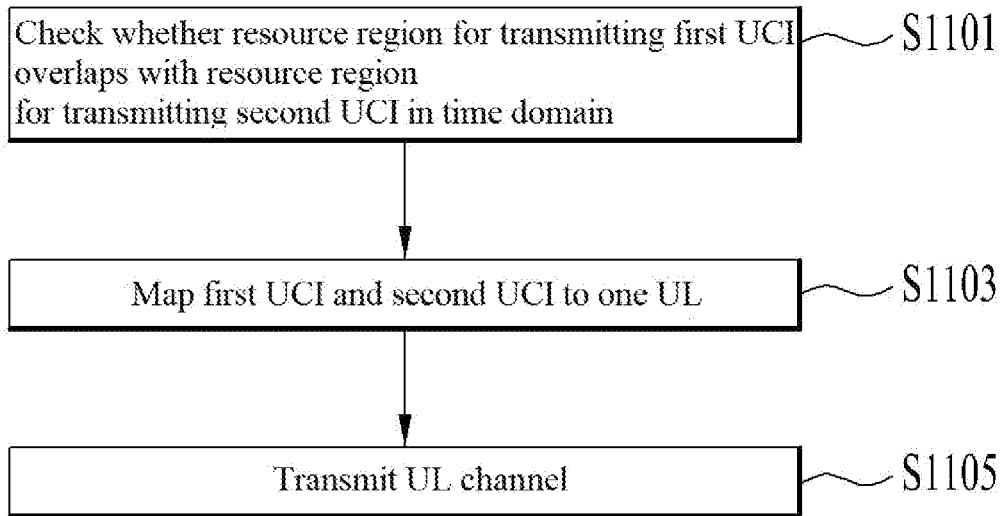 Check whether resource region for transmitting first UCI
overlaps with resource region
for transmitting second UCI in time domain
S1101
Map first UCI and second UCI to one UL
S1103
Transmit UL channel
S1105